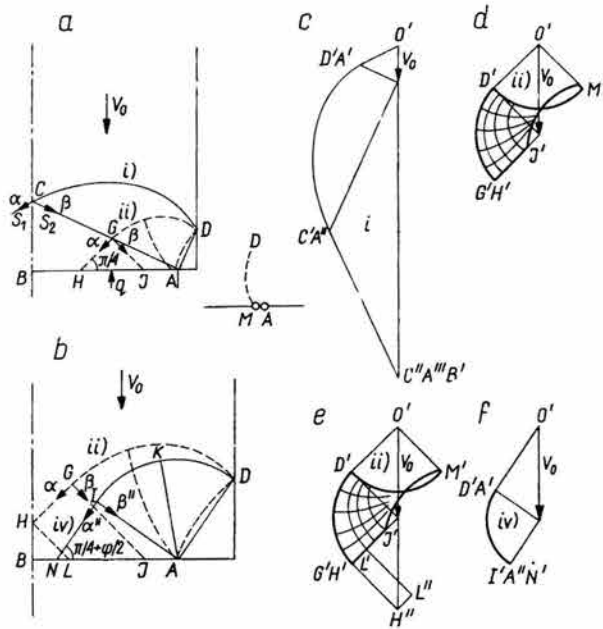 a
V₀
i)
C
α
S₁
S₂
β
ii)
G
D
α
β
π/4
B
H
q
J
A
D
M A
b
V₀
ii)
K
G
D
α
β
I
β"
H
iv)
α"
π/4+φ/2
B
N
L
J
A
c
O'
D'A'
V₀
C'A"
i
C"A'''B'
d
O'
D'
ii)
V₀
M
J'
G'H'
e
O'
D'
ii)
V₀
M'
J'
G'H'
L'
L"
H"
f
O'
V₀
D'A'
iv)
I'A"N'